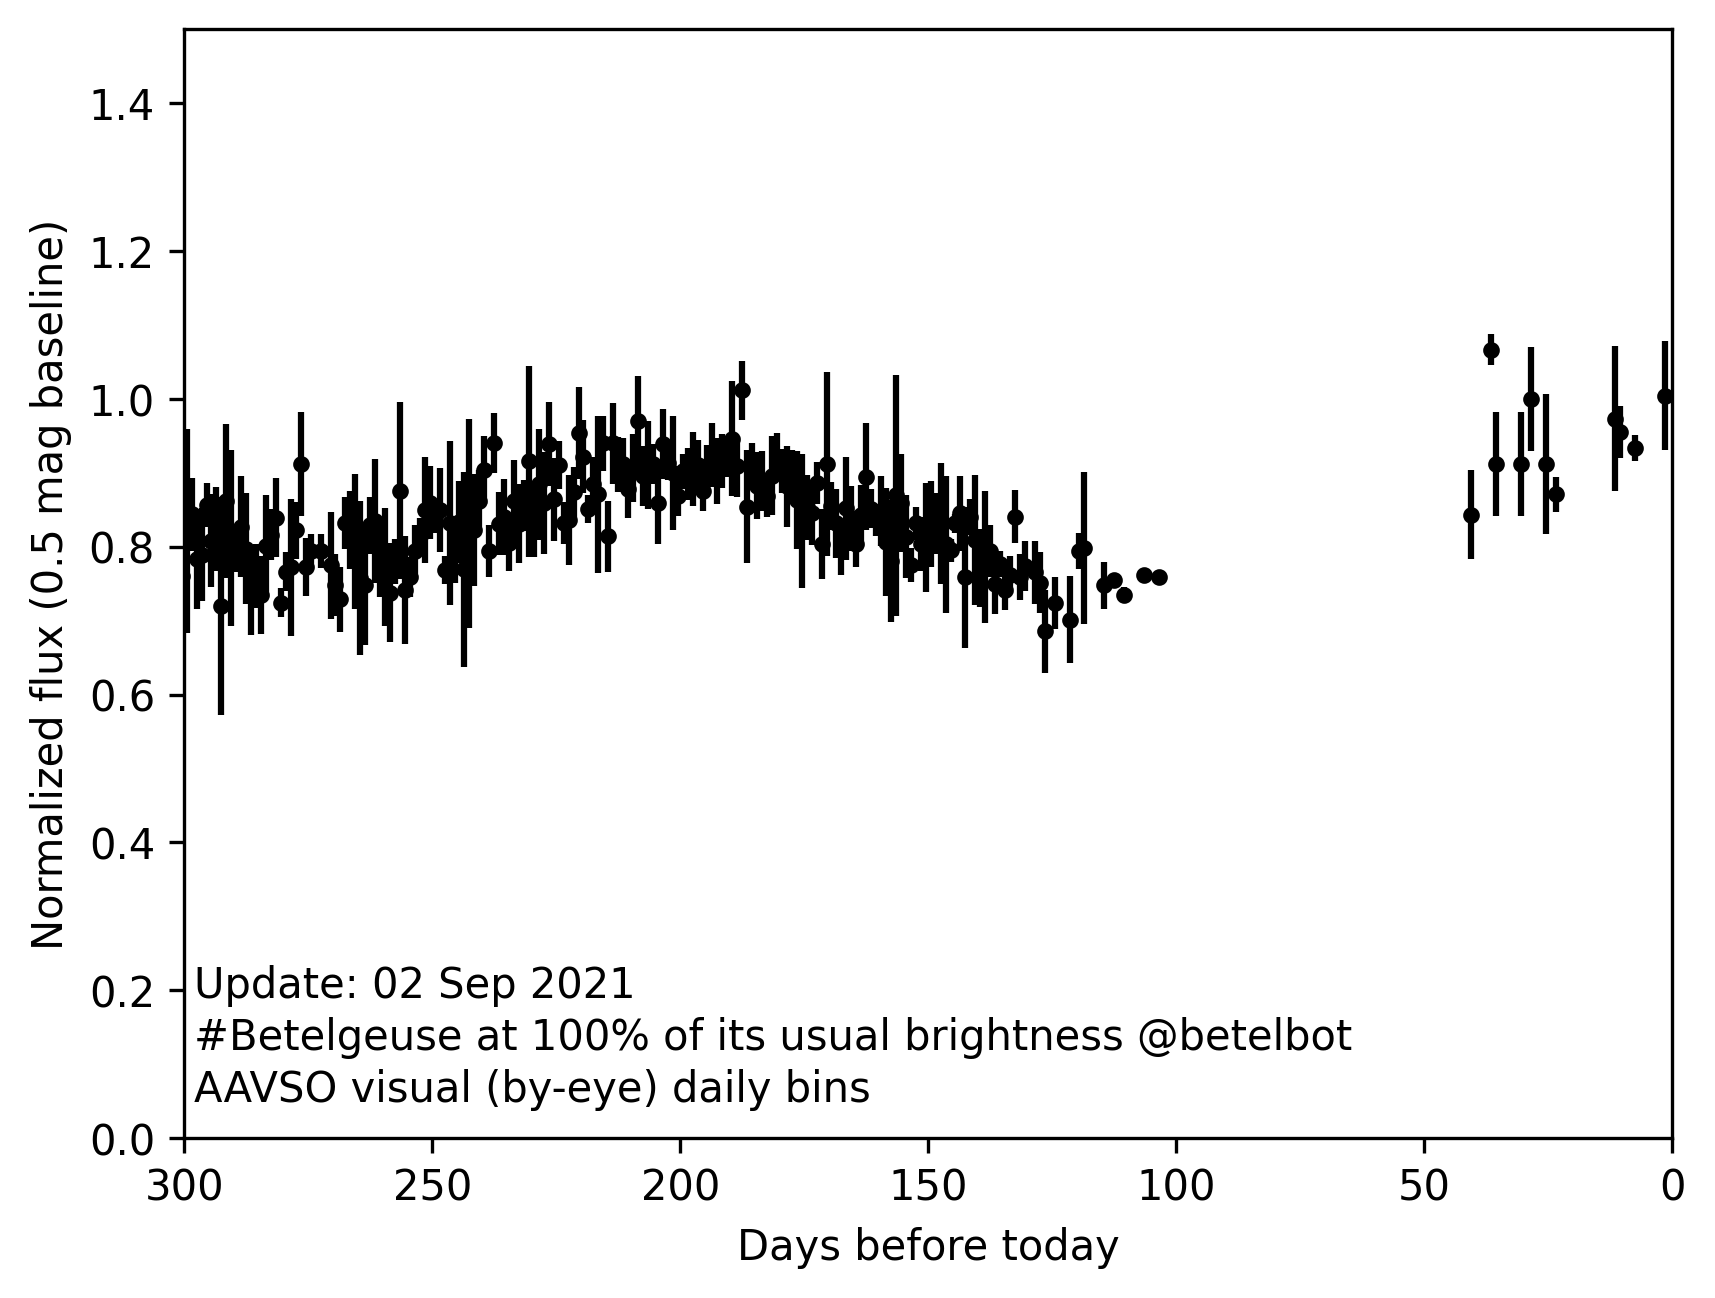 1.4
1.2
1.0
0.8
0.6
0.4
0.2
0.0
Normalized flux (0.5 mag baseline)
Update: 02 Sep 2021
#Betelgeuse at 100% of its usual brightness @betelbot
AAVSO visual (by-eye) daily bins
300 250 200 150 100 50 0
Days before today